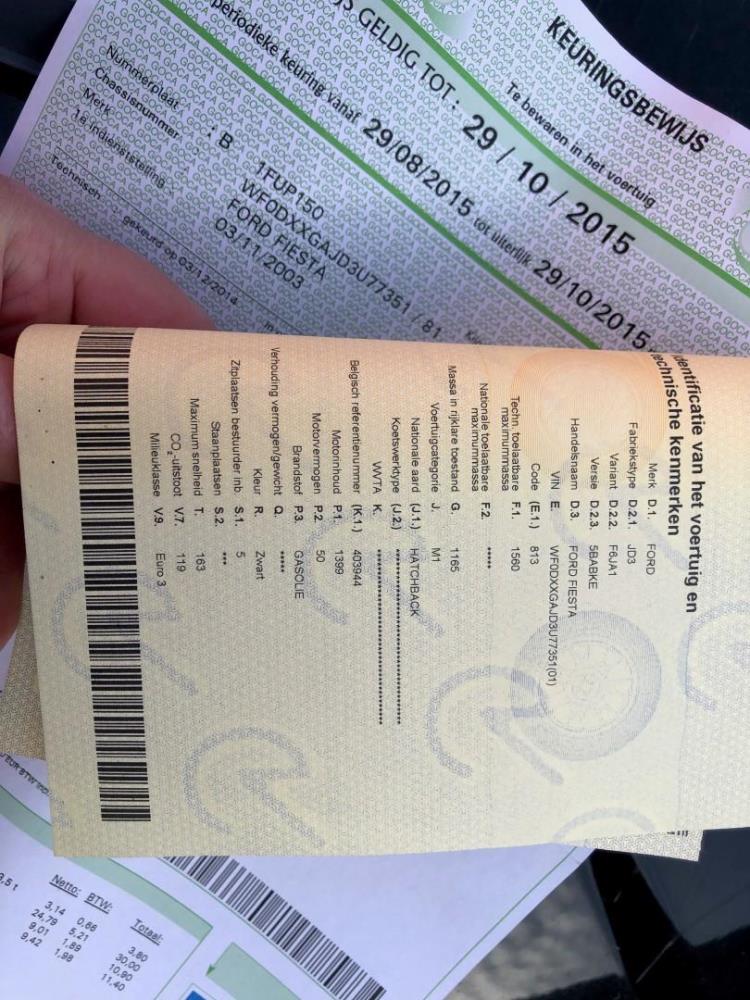 KEURINGSBEWIJS
Te bewaren in het voertuig
GELDIG TOT : 29 / 10 / 2015
periodieke keuring vanaf 29/08/2015 tot uiterlijk 29/10/2015
Nummerplaat : B 1FUP150
Chassisnummer WF0DXXGAJD3U77351 / 81
Merk FORD FIESTA
1e indienststelling 03/11/2003
Technisch gekeurd op 03/12/2014
identificatie van het voertuig en
technische kenmerken
Merk D.1. FORD
Fabriekstype D.2.1. JD3
Variant D.2.2. F6JA1
Versie D.2.3. 5BABKE
Handelsnaam D.3. FORD FIESTA
VIN E. WF0DXXGAJD3U77351(01)
Code (E.1.) 813
Techn. toelaatbare F.1. 1560
maximummassa
Nationale toelaatbare F.2. *****
maximummassa
Massa in rijklare toestand G. 1165
Voertuigcategorie J. M1
Nationale aard (J.1.) HATCHBACK
Koetswerktype (J.2.) ******************************
WVTA K. ******************************
Belgisch referentienummer (K.1.) 403944
Motorinhoud P.1. 1399
Motorvermogen P.2. 50
Brandstof P.3. GASOLIE
Verhouding vermogen/gewicht Q. *****
Kleur R. Zwart
Zitplaatsen bestuurder inb S.1. 5
Staanplaatsen S.2. ***
Maximum snelheid T. 163
CO2-uitstoot V.7. 119
Milieuklasse V.9. Euro 3
Netto: BTW: Totaal:
3,14 0,66 3,80
24,79 5,21 30,00
9,01 1,89 10,90
9,42 1,98 11,40